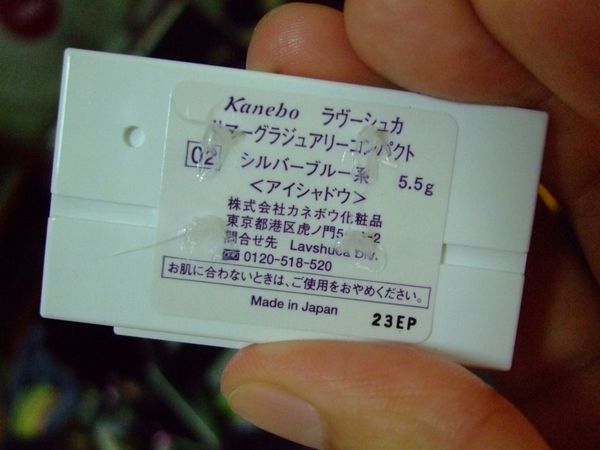 Kanebo ラヴーシュカ
マーグラジュアリーコンパクト
02 シルバーブルー系 5.5g
<アイシャドウ>
株式会社カネボウ化粧品
東京都港区虎ノ門5
問合せ先 Lavshuca Div.
0120-518-520
お肌に合わないときは、ご使用をおやめください。
Made in Japan
23EP